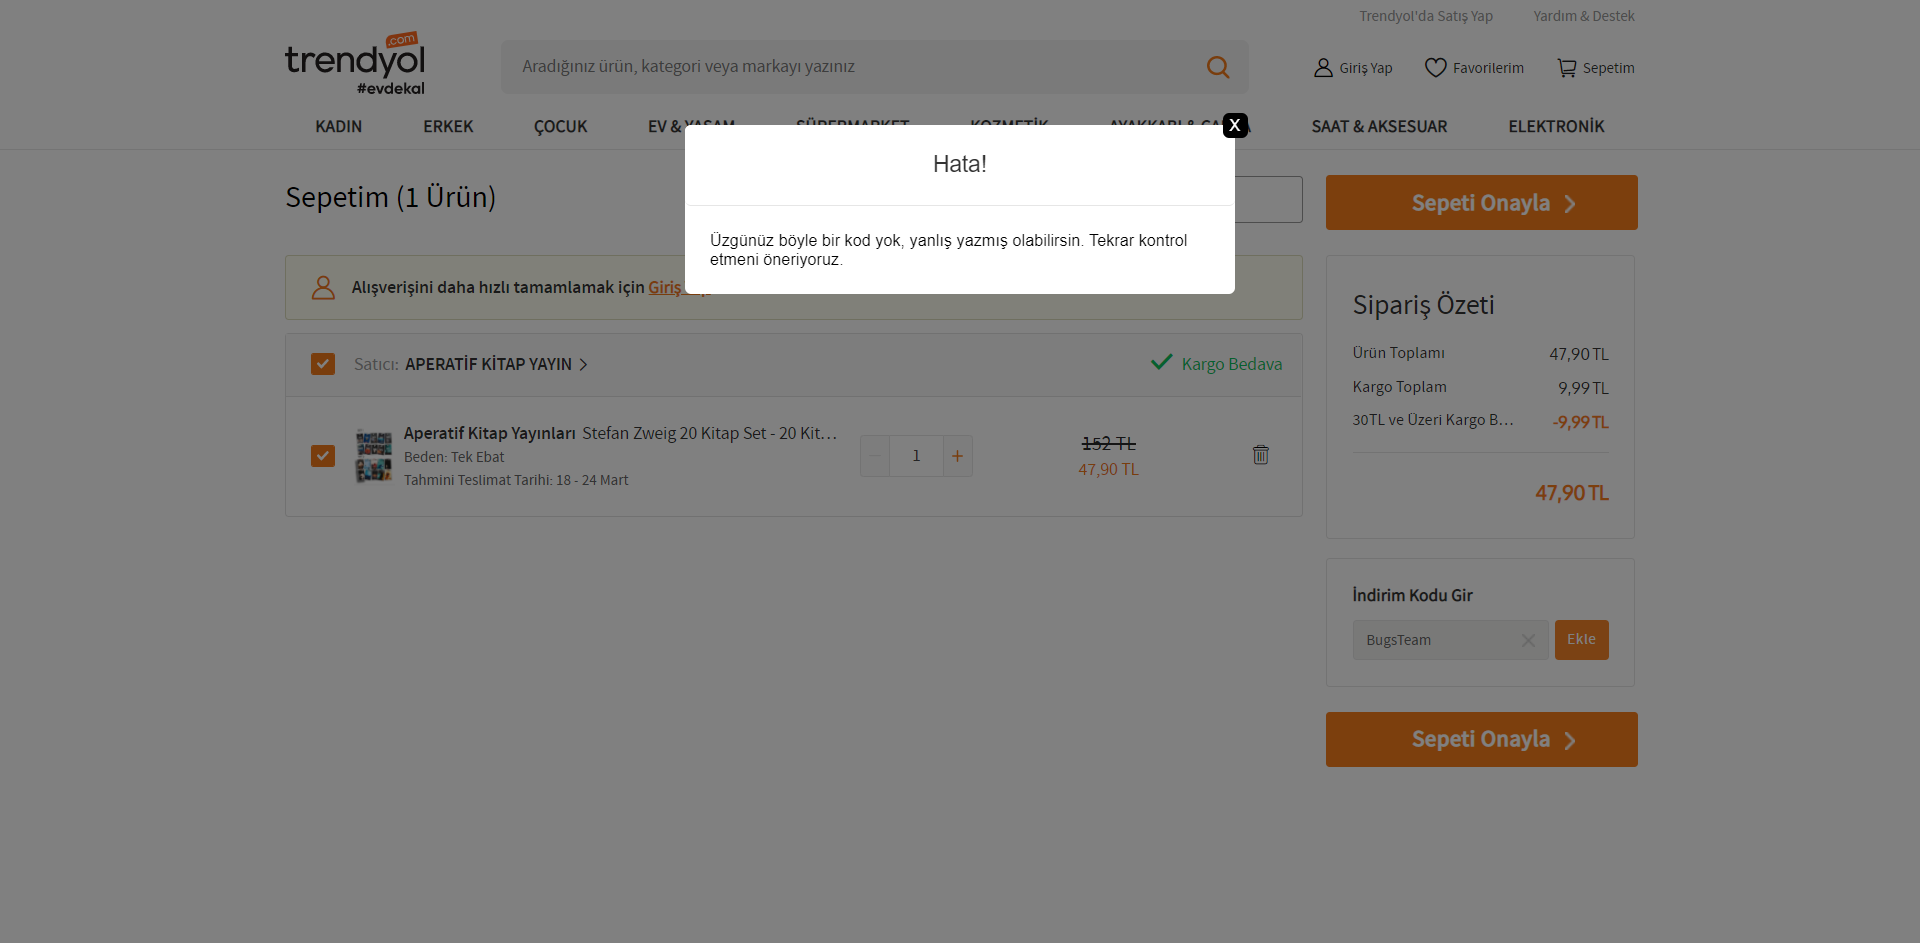 Trendyol'da Satış Yap
Yardım & Destek
.com
trendyol
#evdekal
Aradığınız ürün, kategori veya markayı yazınız
Giriş Yap
Favorilerim
Sepetim
KADIN
ERKEK
ÇOCUK
EV & YAŞAM
SÜPERMARKET
KOZMETİK
AYAKKABI & ÇANTA
SAAT & AKSESUAR
ELEKTRONİK
X
Hata!
Üzgünüz böyle bir kod yok, yanlış yazmış olabilirsin. Tekrar kontrol
etmeni öneriyoruz.
Sepetim (1 Ürün)
Sepeti Onayla
Alışverişini daha hızlı tamamlamak için Giriş
Satıcı: APERATİF KİTAP YAYIN
Kargo Bedava
Aperatif Kitap Yayınları Stefan Zweig 20 Kitap Set - 20 Kit...
Beden: Tek Ebat
Tahmini Teslimat Tarihi: 18 - 24 Mart
1
+
152 TL
47,90 TL
Sipariş Özeti
Ürün Toplamı 47,90 TL
Kargo Toplam 9,99 TL
30TL ve Üzeri Kargo B... -9,99 TL
47,90 TL
İndirim Kodu Gir
BugsTeam
Ekle
Sepeti Onayla